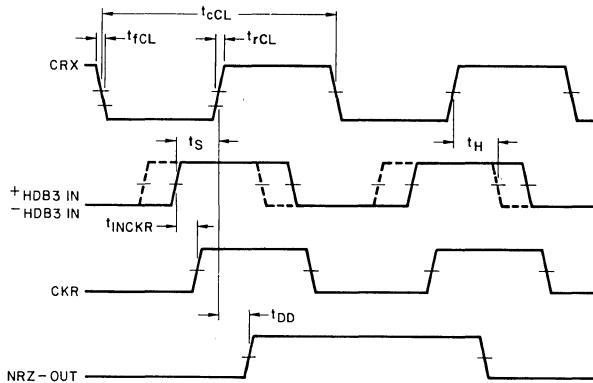 tcCL
tfCL
trCL
CRX
tS
tH
+HDB3 IN
−HDB3 IN
tINCKR
CKR
tDD
NRZ-OUT